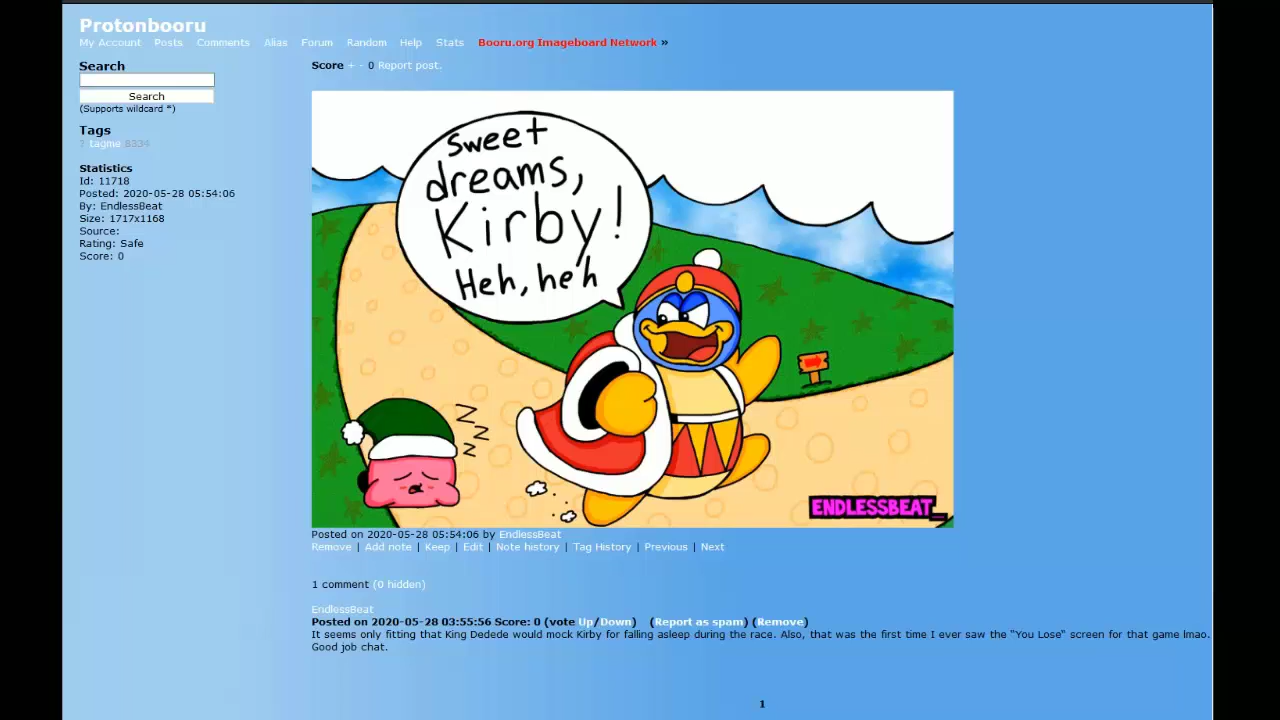 Protonbooru
My Account Posts Comments Alias Forum Random Help Stats Booru.org Imageboard Network »
Search
Search
(Supports wildcard *)
Tags
? tagme 8334
Statistics
Id: 11718
Posted: 2020-05-28 05:54:06
By: EndlessBeat
Size: 1717x1168
Source:
Rating: Safe
Score: 0
Score + - 0 Report post.
sweet
dreams,
Kirby!
Heh, heh
Z
Z
Z
ENDLESSBEAT_
Posted on 2020-05-28 05:54:06 by EndlessBeat
Remove | Add note | Keep | Edit | Note history | Tag History | Previous | Next
1 comment (0 hidden)
EndlessBeat
Posted on 2020-05-28 03:55:56 Score: 0 (vote Up/Down) (Report as spam) (Remove)
It seems only fitting that King Dedede would mock Kirby for falling asleep during the race. Also, that was the first time I ever saw the "You Lose" screen for that game lmao.
Good job chat.
1